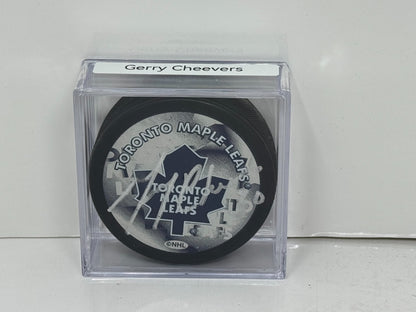 Gerry Cheevers
TORONTO MAPLE LEAFS
TORONTO
MAPLE
LEAFS
©NHL